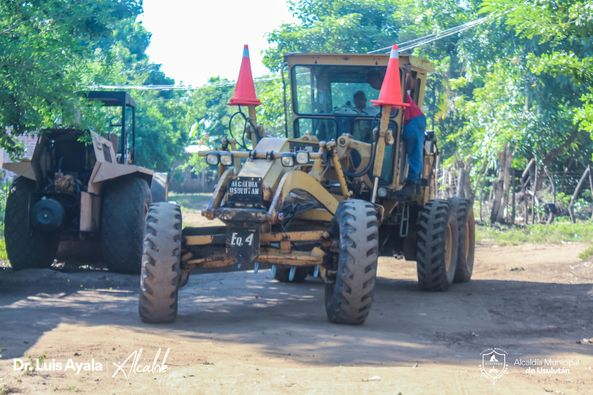 ALCALDIA
USULUTAN
Eq. 4
Dr. Luis Ayala
Alcalde
Alcaldía Municipal
de Usulután